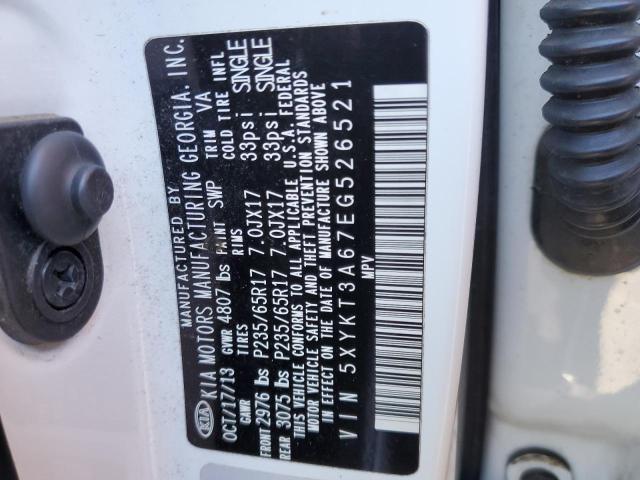 KIA
MANUFACTURED BY
KIA MOTORS MANUFACTURING GEORGIA, INC.
OCT/17/13 GVWR 4807 lbs PAINT SWP TRIM VA
GAWR TIRES RIMS COLD TIRE INFL
FRONT 2976 lbs P235/65R17 7.0JX17 33psi SINGLE
REAR 3075 lbs P235/65R17 7.0JX17 33psi SINGLE
THIS VEHICLE CONFORMS TO ALL APPLICABLE U.S.A. FEDERAL
MOTOR VEHICLE SAFETY AND THEFT PREVENTION STANDARDS
IN EFFECT ON THE DATE OF MANUFACTURE SHOWN ABOVE
VIN 5XYKT3A67EG526521
MPV